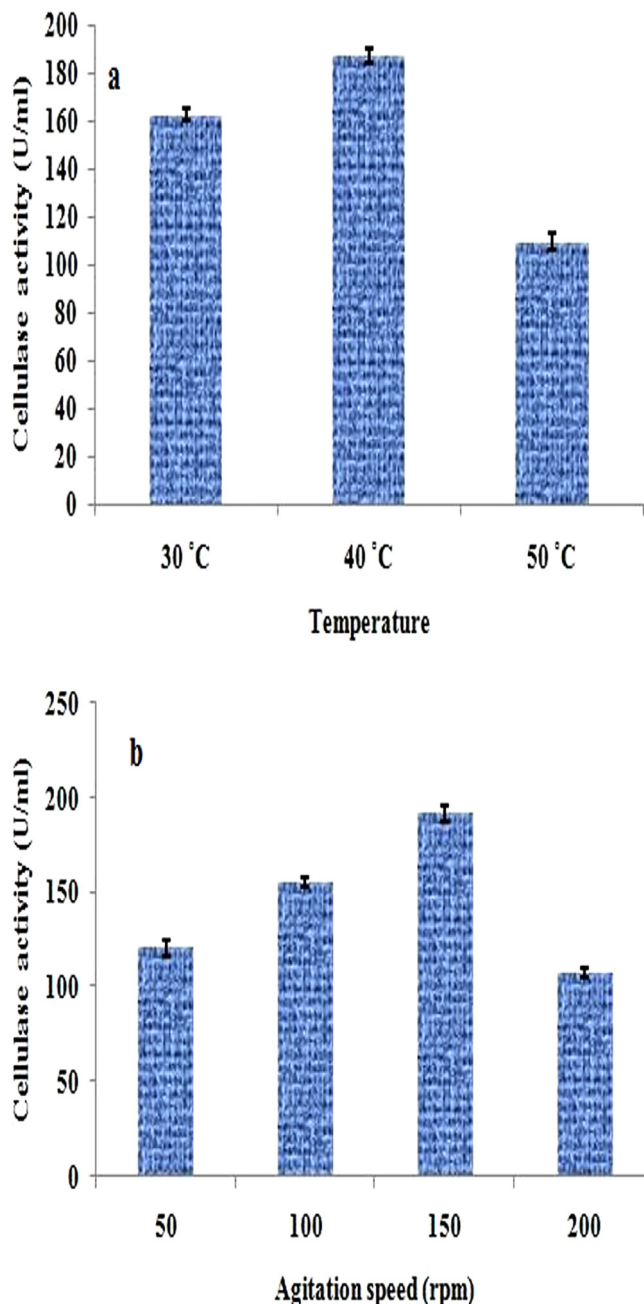 a
Cellulase activity (U/ml)
200
180
160
140
120
100
80
60
40
20
0
30 °C 40 °C 50 °C
Temperature
b
Cellulase activity (U/ml)
250
200
150
100
50
0
50 100 150 200
Agitation speed (rpm)